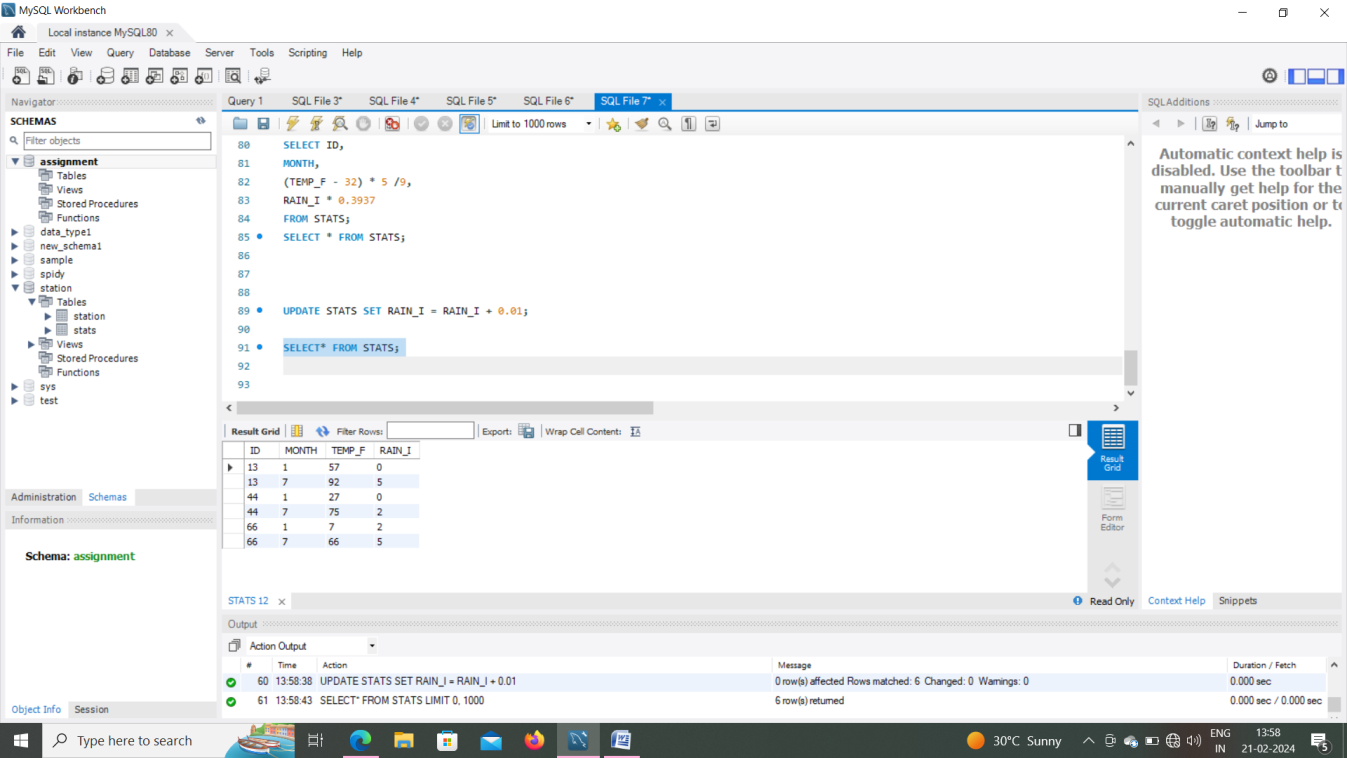 MySQL Workbench
Local instance MySQL80
File Edit View Query Database Server Tools Scripting Help
Navigator
SCHEMAS
Filter objects
assignment
Tables
Views
Stored Procedures
Functions
data_type1
new_schema1
sample
spidy
station
Tables
station
stats
Views
Stored Procedures
Functions
sys
test
Administration Schemas
Information
Schema: assignment
Object Info Session
Query 1 SQL File 3* SQL File 4* SQL File 5* SQL File 6* SQL File 7*
Limit to 1000 rows
80 SELECT ID,
81 MONTH,
82 (TEMP_F - 32) * 5 /9,
83 RAIN_I * 0.3937
84 FROM STATS;
85 SELECT * FROM STATS;
86
87
88
89 UPDATE STATS SET RAIN_I = RAIN_I + 0.01;
90
91 SELECT* FROM STATS;
92
93
Result Grid Filter Rows: Export: Wrap Cell Content:
ID MONTH TEMP_F RAIN_I
13 1 57 0
13 7 92 5
44 1 27 0
44 7 75 2
66 1 7 2
66 7 66 5
Result Grid
Form Editor
STATS 12
Read Only
SQLAdditions
Jump to
Automatic context help is
disabled. Use the toolbar t
manually get help for the
current caret position or to
toggle automatic help.
Context Help Snippets
Output
Action Output
# Time Action Message Duration / Fetch
60 13:58:38 UPDATE STATS SET RAIN_I = RAIN_I + 0.01 0 row(s) affected Rows matched: 6 Changed: 0 Warnings: 0 0.000 sec
61 13:58:43 SELECT* FROM STATS LIMIT 0, 1000 6 row(s) returned 0.000 sec / 0.000 sec
Type here to search
30°C Sunny
ENG
IN
13:58
21-02-2024
5